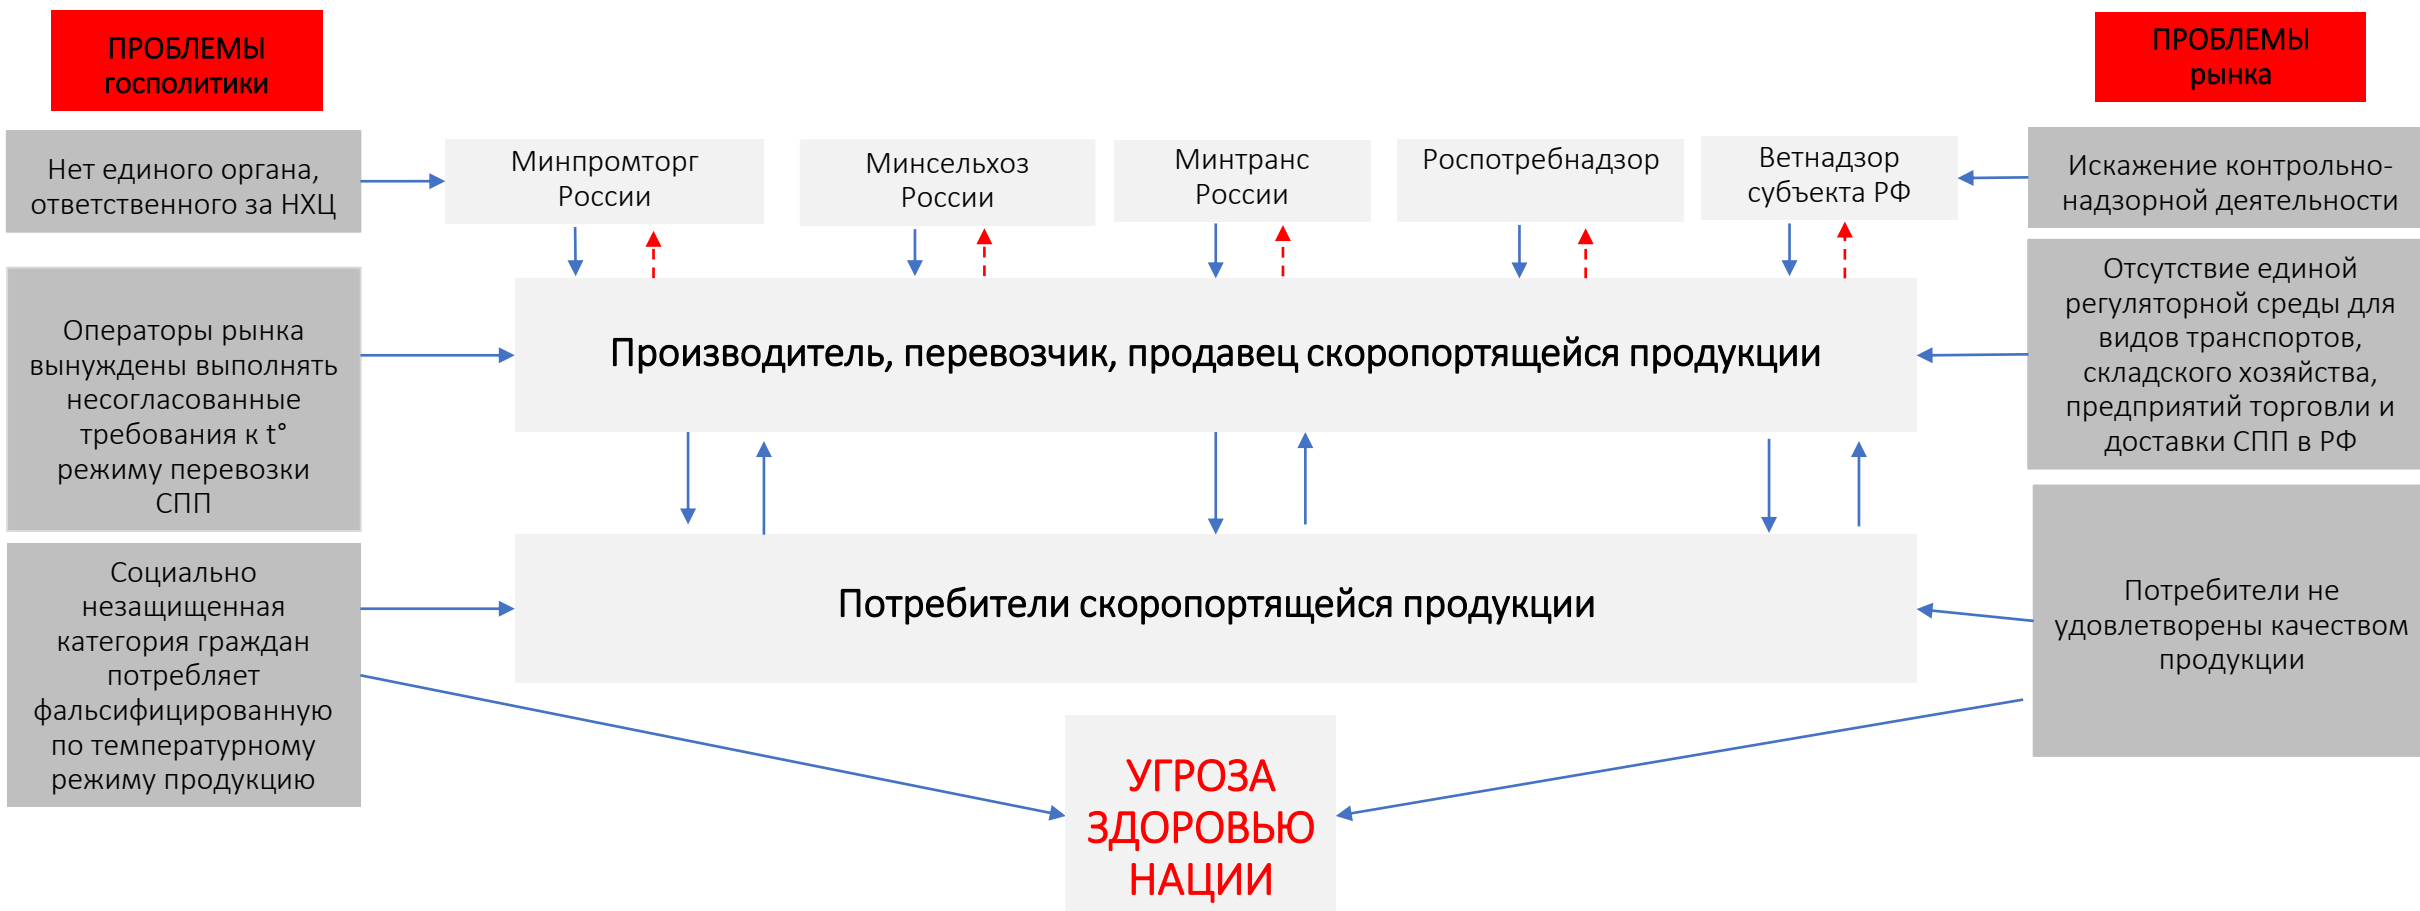 ПРОБЛЕМЫ
госполитики
ПРОБЛЕМЫ
рынка
Нет единого органа,
ответственного за НХЦ
Минпромторг
России
Минсельхоз
России
Минтранс
России
Роспотребнадзор
Ветнадзор
субъекта РФ
Искажение контрольно-
надзорной деятельности
Операторы рынка
вынуждены выполнять
несогласованные
требования к t°
режиму перевозки
СПП
Производитель, перевозчик, продавец скоропортящейся продукции
Отсутствие единой
регуляторной среды для
видов транспортов,
складского хозяйства,
предприятий торговли и
доставки СПП в РФ
Социально
незащищенная
категория граждан
потребляет
фальсифицированную
по температурному
режиму продукцию
Потребители скоропортящейся продукции
Потребители не
удовлетворены качеством
продукции
УГРОЗА
ЗДОРОВЬЮ
НАЦИИ